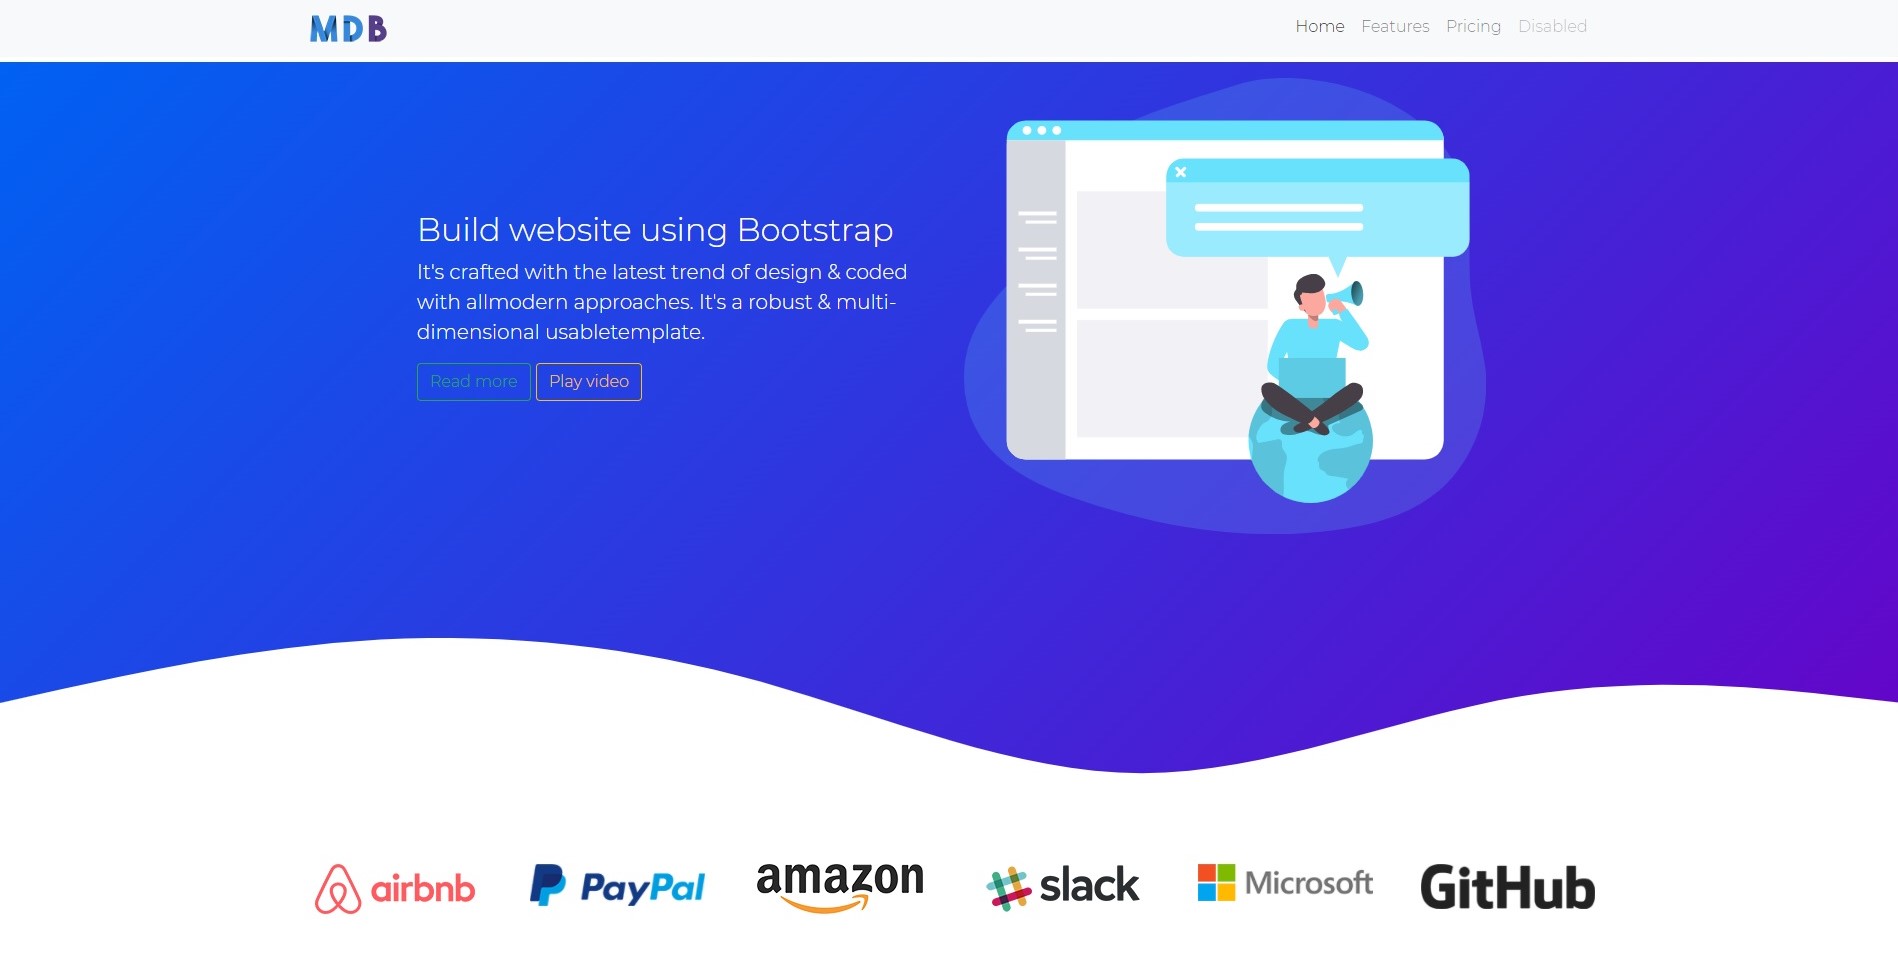 MDB
Home Features Pricing Disabled
Build website using Bootstrap
It's crafted with the latest trend of design & coded
with allmodern approaches. It's a robust & multi-
dimensional usabletemplate.
Read more Play video
airbnb PayPal amazon slack Microsoft GitHub